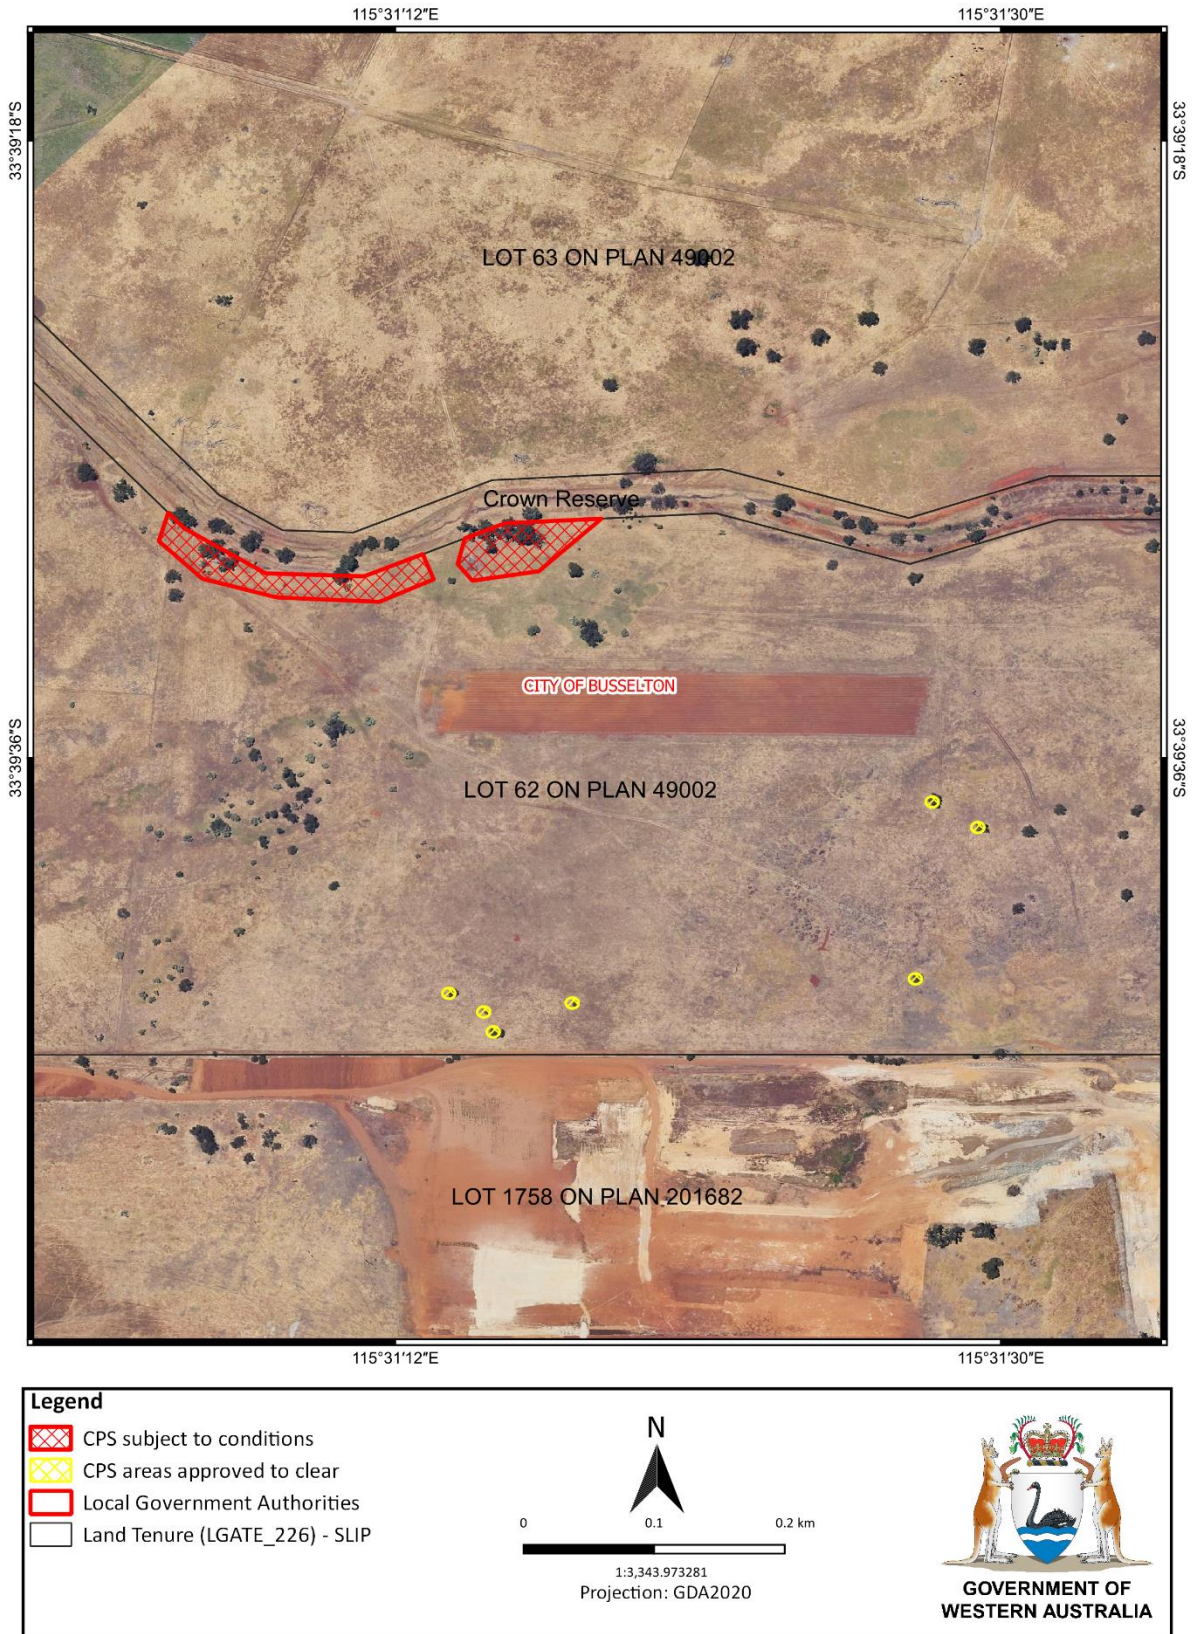 115°31'12"E
115°31'30"E
33°39'18"S
33°39'18"S
LOT 63 ON PLAN 49002
Crown Reserve
CITY OF BUSSELTON
33°39'36"S
33°39'36"S
LOT 62 ON PLAN 49002
LOT 1758 ON PLAN 201682
115°31'12"E
115°31'30"E
Legend
CPS subject to conditions
CPS areas approved to clear
Local Government Authorities
Land Tenure (LGATE_226) - SLIP
N
0
0.1
0.2 km
1:3,343.973281
Projection: GDA2020
GOVERNMENT OF
WESTERN AUSTRALIA